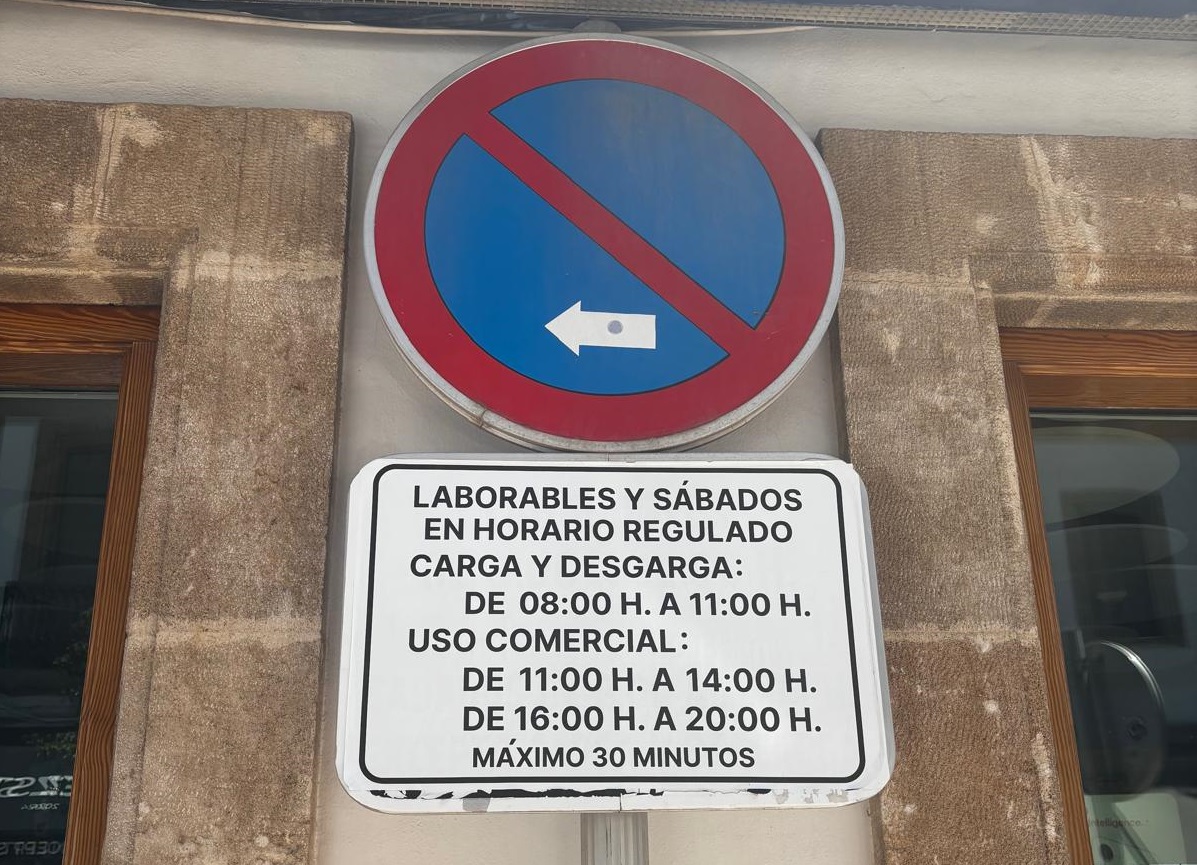 LABORABLES Y SÁBADOS
EN HORARIO REGULADO
CARGA Y DESGARGA:
DE 08:00 H. A 11:00 H.
USO COMERCIAL:
DE 11:00 H. A 14:00 H.
DE 16:00 H. A 20:00 H.
MÁXIMO 30 MINUTOS